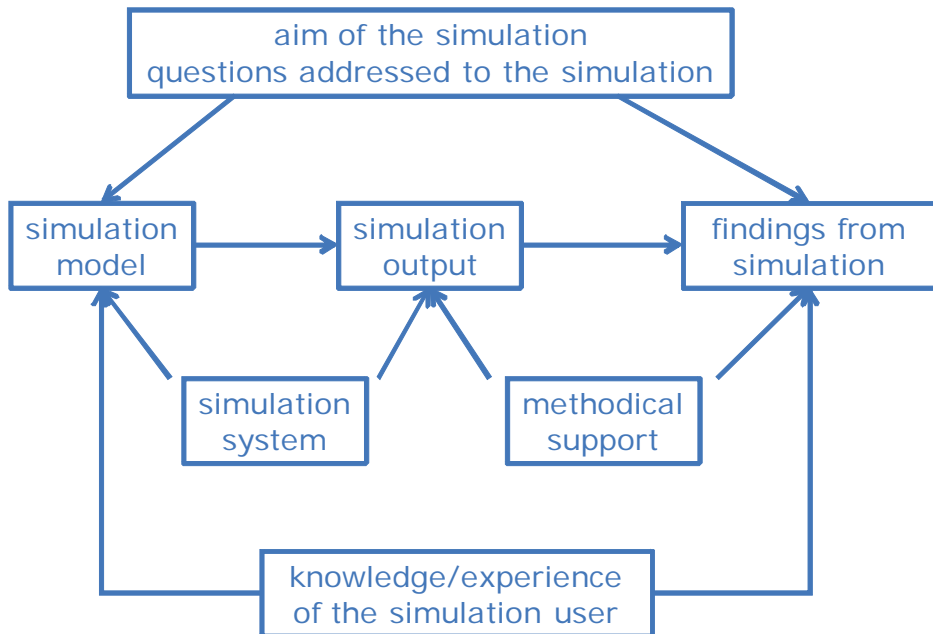 aim of the simulation
questions addressed to the simulation
simulation
model
simulation
output
findings from
simulation
simulation
system
methodical
support
knowledge/experience
of the simulation user